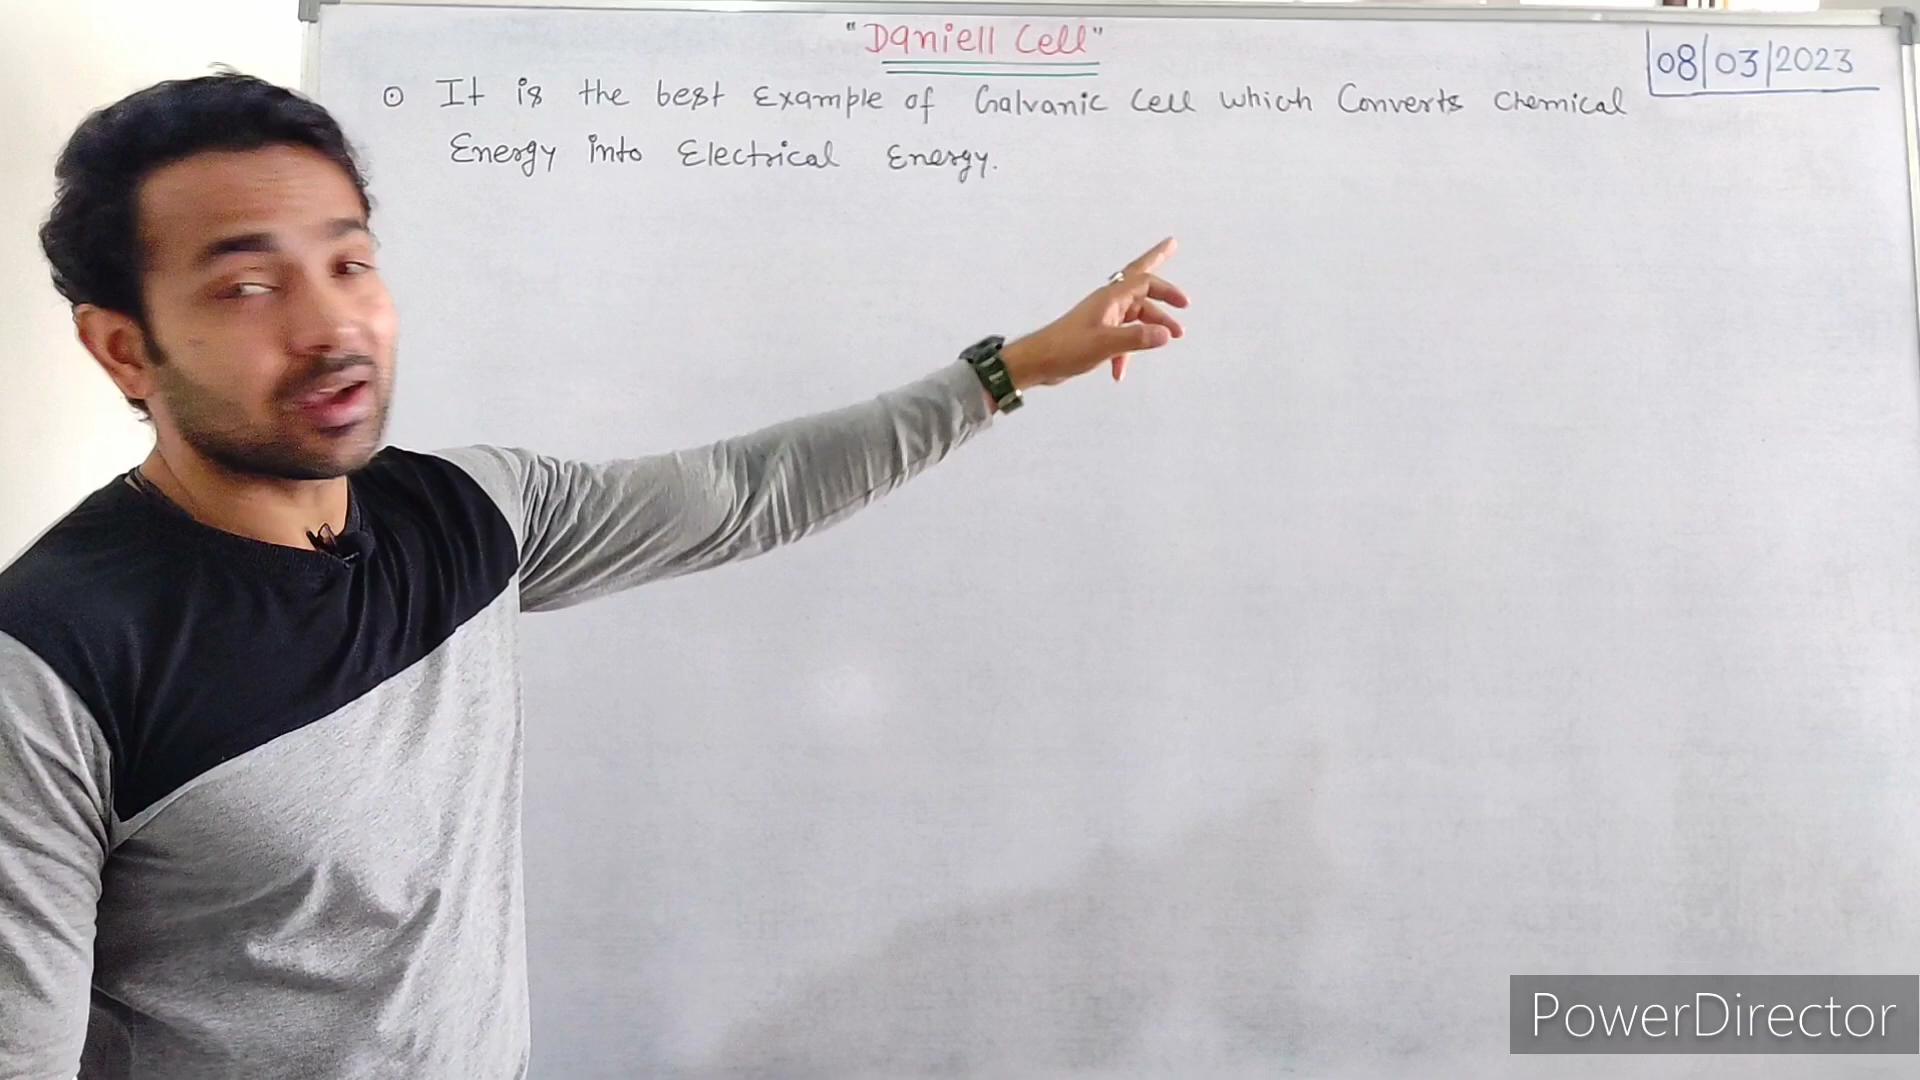 "Daniell Cell"
08/03/2023
⊙ It is the best Example of Galvanic Cell which Converts Chemical
Energy into Electrical Energy.
PowerDirector